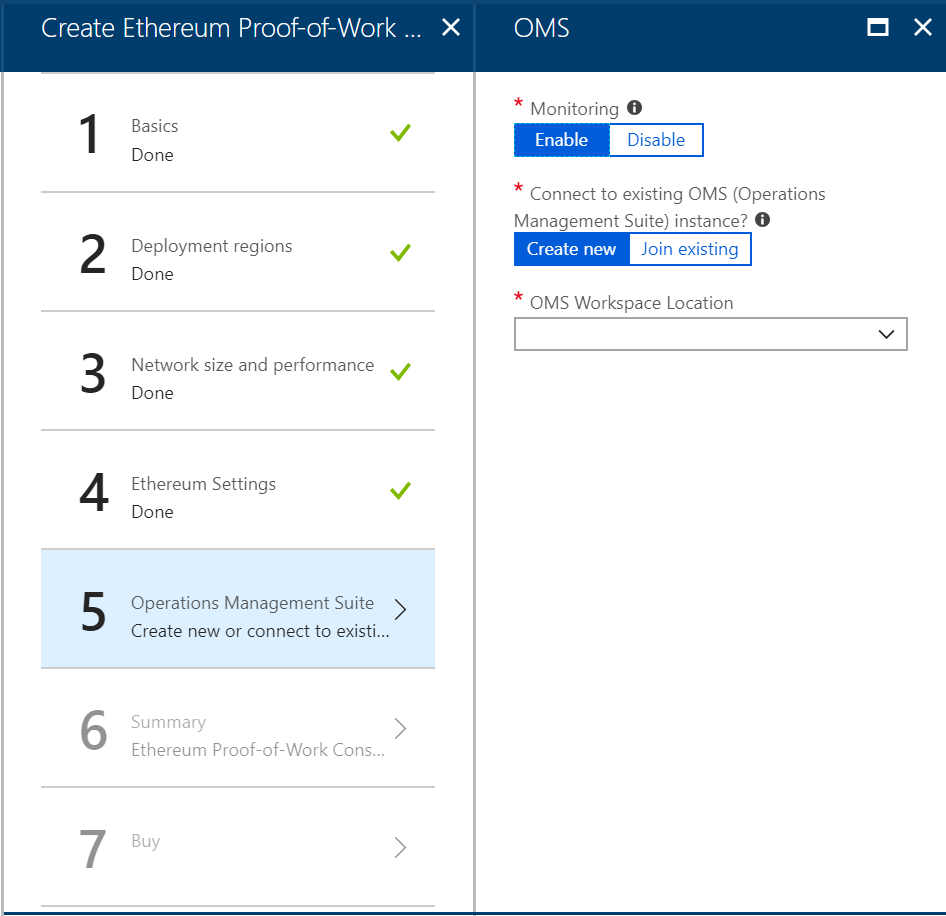 Create Ethereum Proof-of-Work ...
1
Basics
Done
2
Deployment regions
Done
3
Network size and performance
Done
4
Ethereum Settings
Done
5
Operations Management Suite
Create new or connect to existi...
6
Summary
Ethereum Proof-of-Work Cons...
7
Buy
OMS
* Monitoring
Enable Disable
* Connect to existing OMS (Operations
Management Suite) instance?
Create new Join existing
* OMS Workspace Location